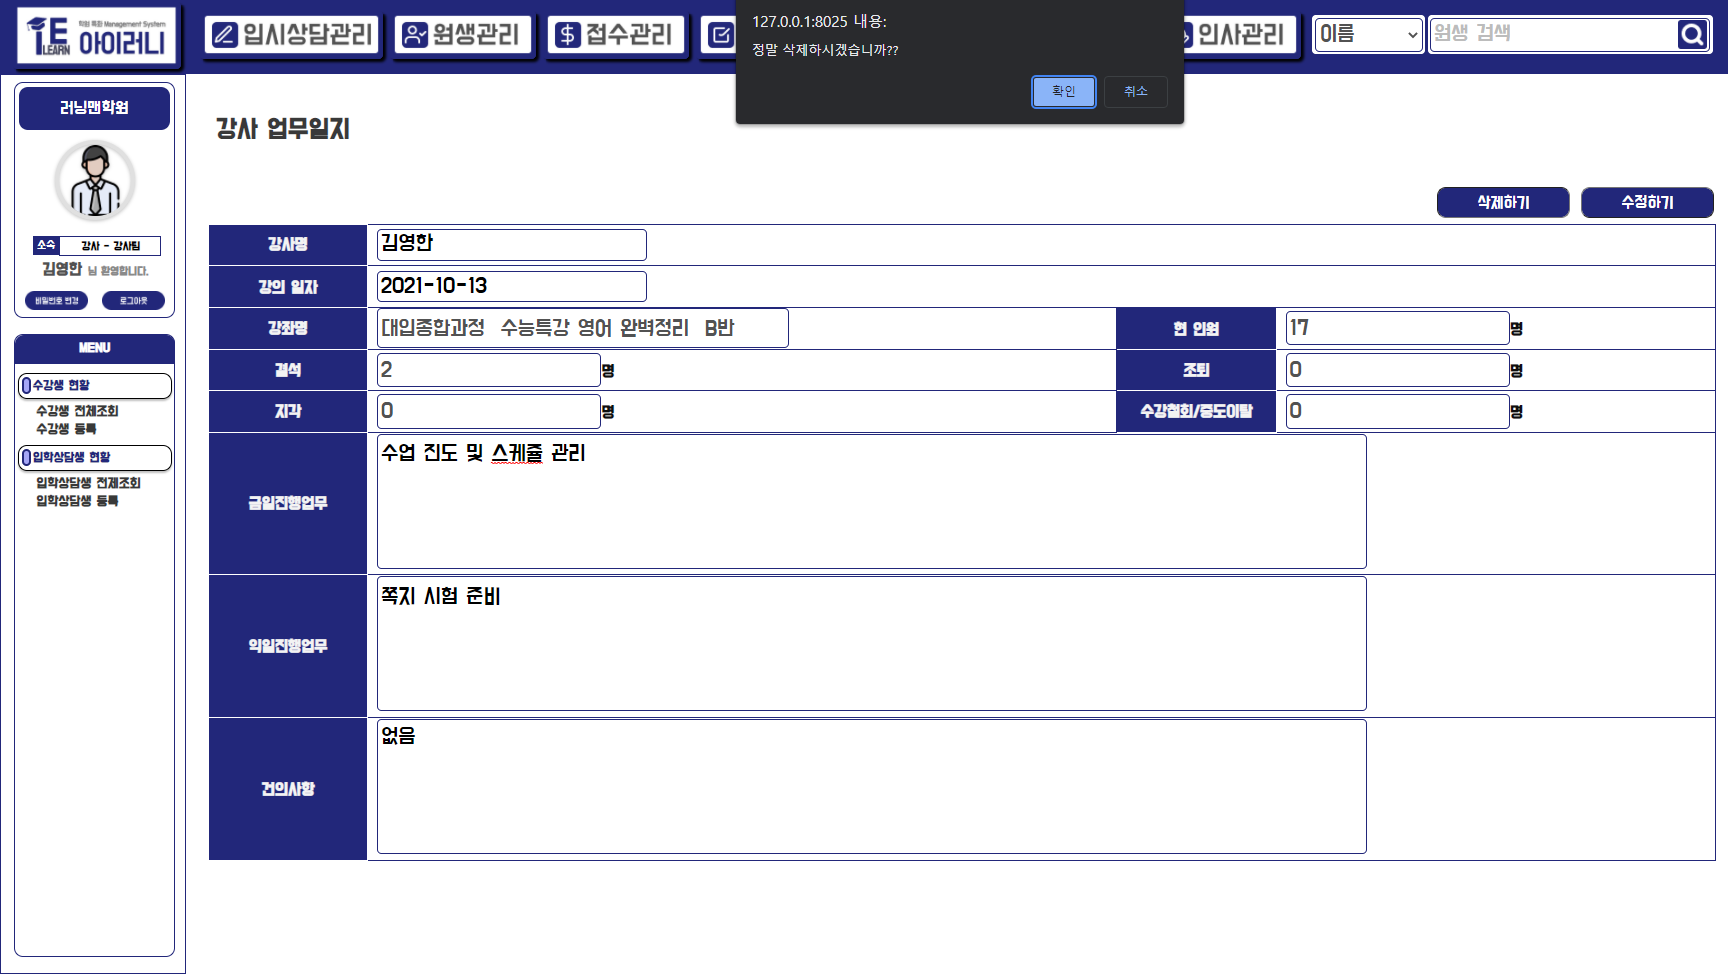 학원 특화 Management System
iE LEARN 아이러니
입시상담관리
원생관리
접수관리
인사관리
이름
원생 검색
127.0.0.1:8025 내용:
정말 삭제하시겠습니까??
확인
취소
러닝맨학원
소속 강사 - 강사팀
김영한 님 환영합니다.
비밀번호 변경
로그아웃
MENU
수강생 현황
수강생 전체조회
수강생 등록
입학상담생 현황
입학상담생 전체조회
입학상담생 등록
강사 업무일지
삭제하기
수정하기
강사명 김영한
강의 일자 2021-10-13
강좌명 대입종합과정 수능특강 영어 완벽정리 B반
현 인원 17 명
결석 2 명
조퇴 0 명
지각 0 명
수강철회/중도이탈 0 명
금일진행업무
수업 진도 및 스케줄 관리
익일진행업무
쪽지 시험 준비
건의사항
없음